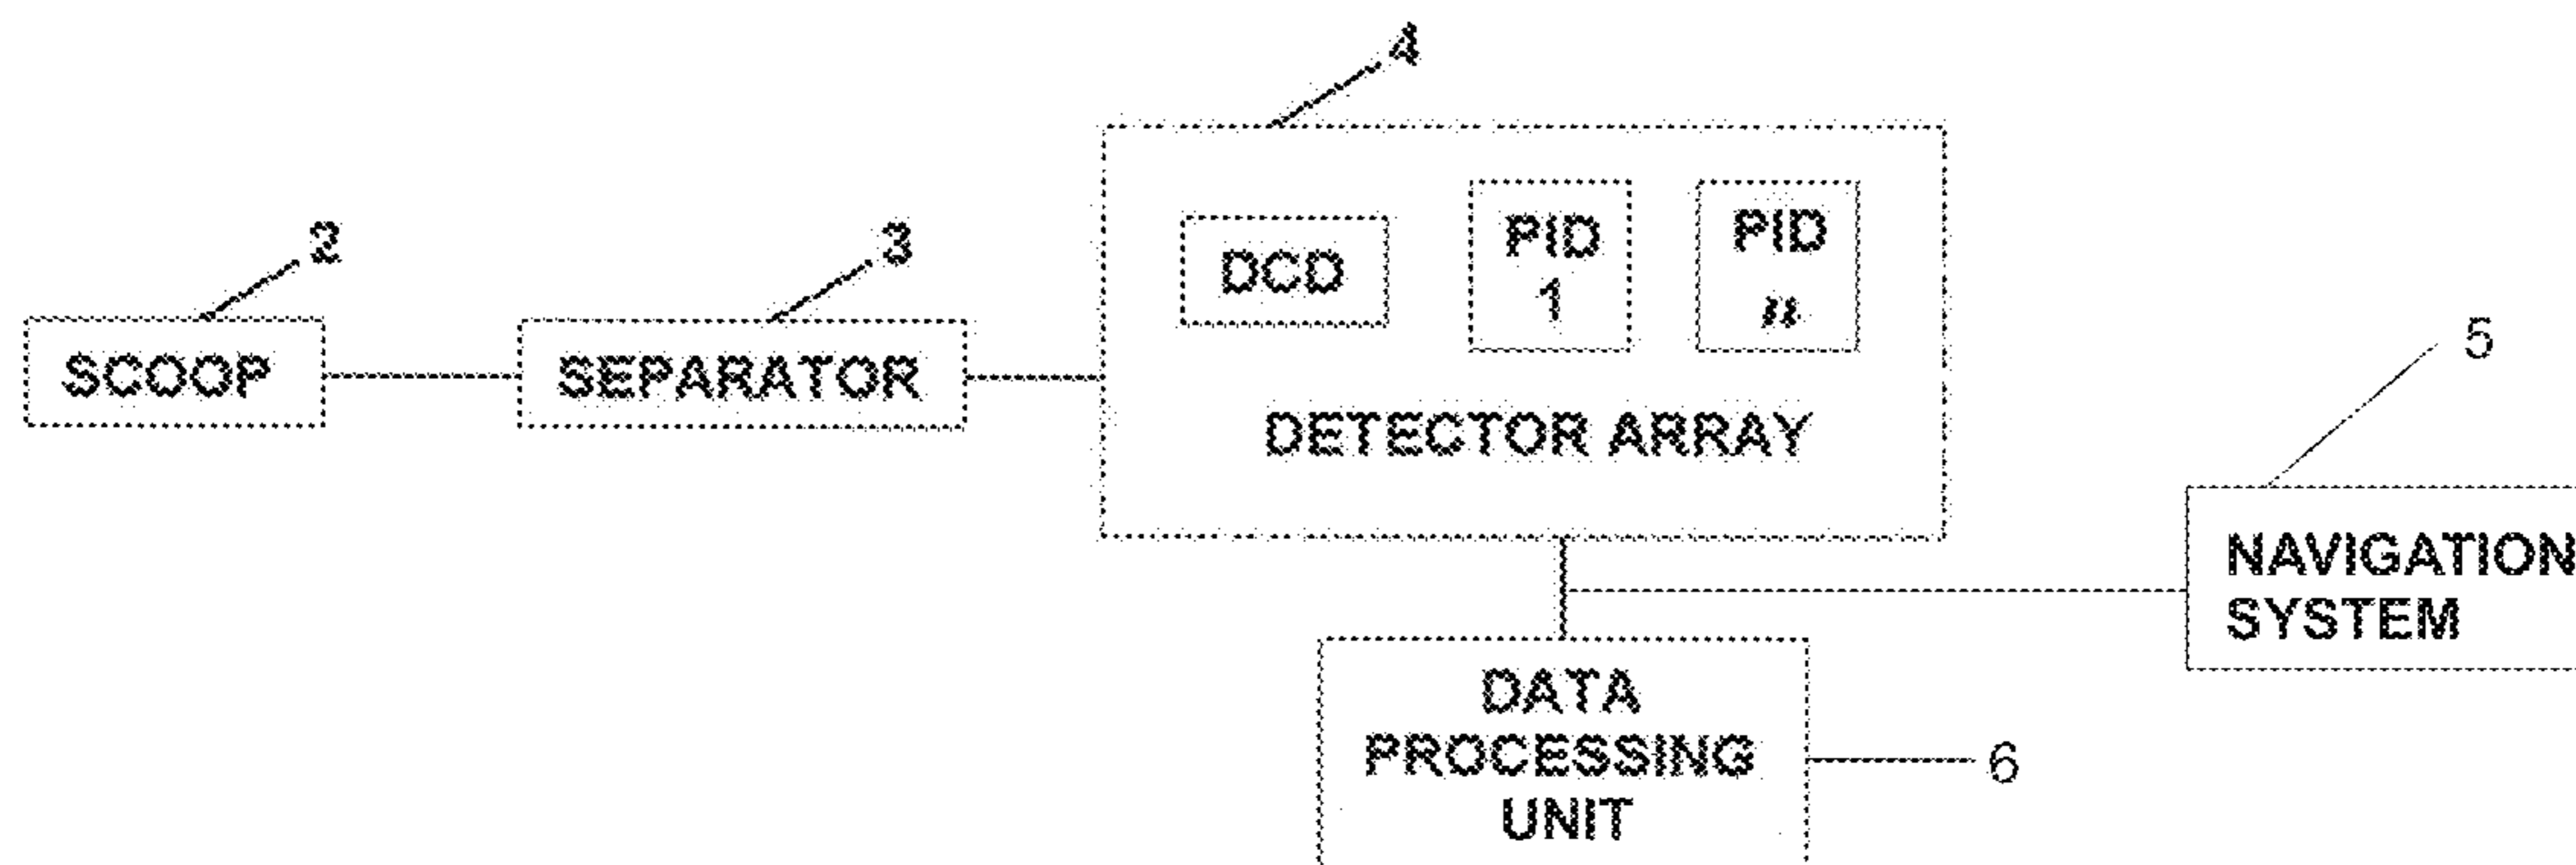 4
2
3
PID
PID
DCD
1
n
5
SCOOP
SEPARATOR
DETECTOR ARRAY
NAVIGATION
SYSTEM
DATA
PROCESSING
UNIT
6